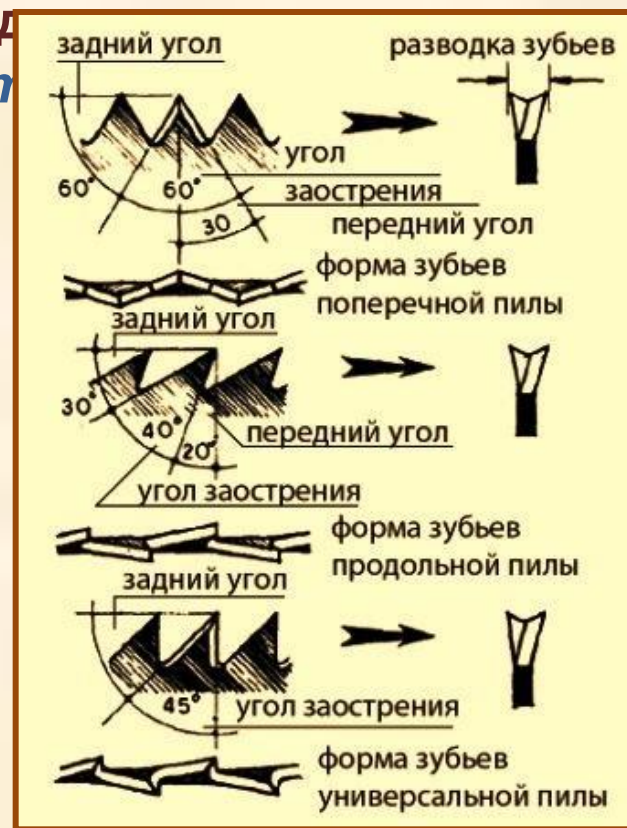 задний угол
разводка зубьев
угол
60° 60°
заострения
30
передний угол
форма зубьев
поперечной пилы
задний угол
30° 40° 20°
передний угол
угол заострения
форма зубьев
продольной пилы
задний угол
45°
угол заострения
форма зубьев
универсальной пилы